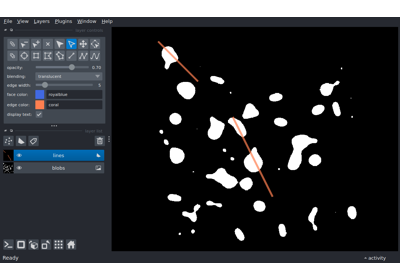 File View Layers Plugins Window Help
opacity: 0.70
blending: translucent
edge width: 5
face color: royalblue
edge color: coral
display text: ✓
lines
blobs
Ready
activity